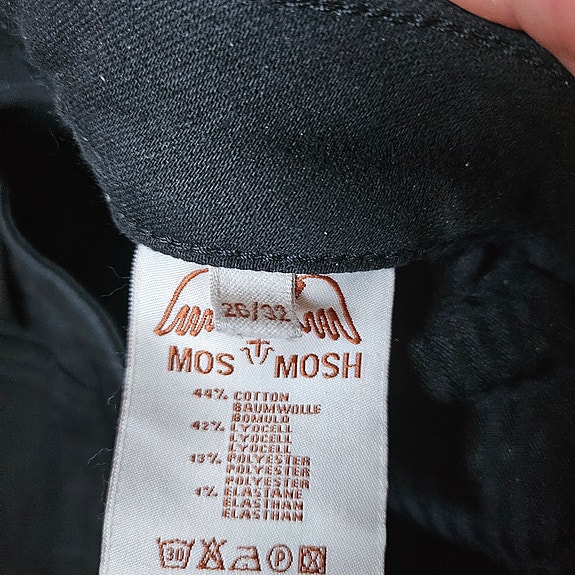 26/32
MOS MOSH
44% COTTON
BAUMWOLLE
BOMULD
42% LYOCELL
LYOCELL
LYOCELL
13% POLYESTER
POLYESTER
POLYESTER
1% ELASTANE
ELASTHAN
ELASTHAN
30 P